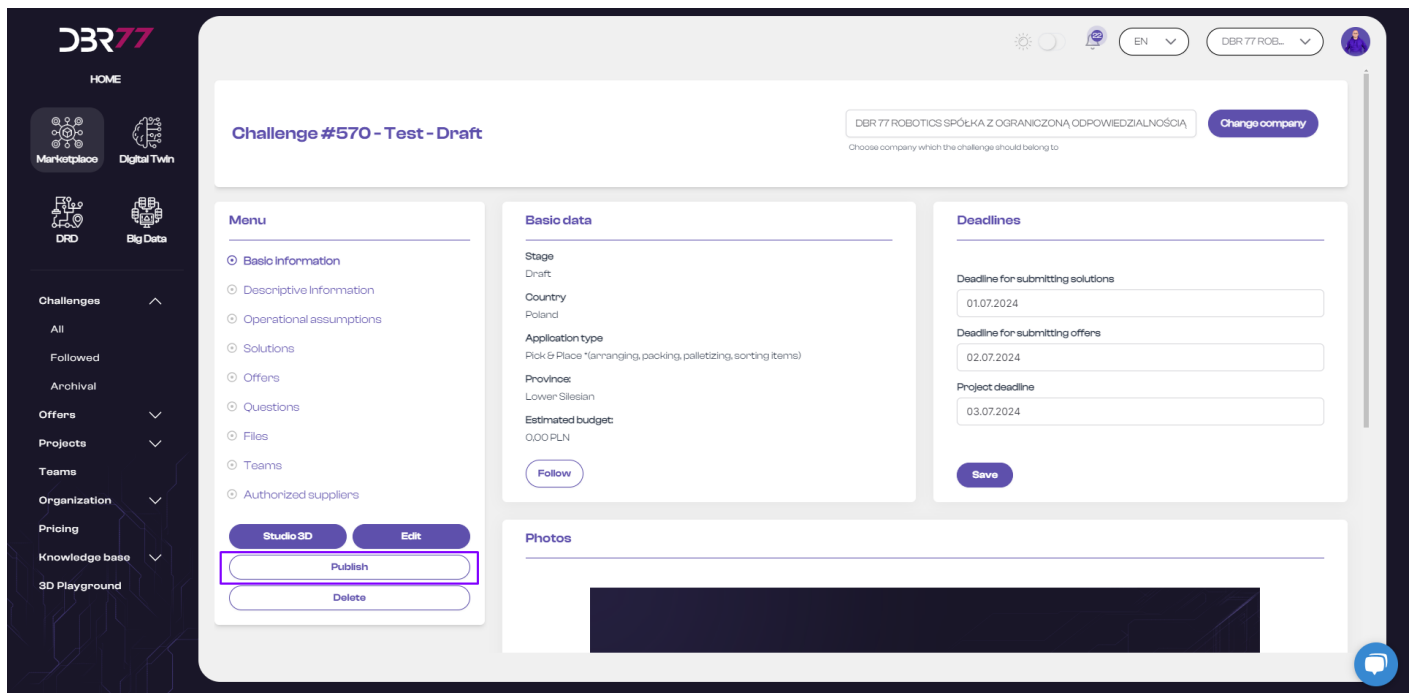 DBR77
HOME
Marketplace
Digital Twin
DRD
Big Data
Challenges
All
Followed
Archival
Offers
Projects
Teams
Organization
Pricing
Knowledge base
3D Playground
22
EN
DBR 77 ROB...
Challenge #570 - Test - Draft
DBR 77 ROBOTICS SPÓŁKA Z OGRANICZONĄ ODPOWIEDZIALNOŚCIĄ
Change company
Choose company which the challenge should belong to
Menu
Basic information
Descriptive Information
Operational assumptions
Solutions
Offers
Questions
Files
Teams
Authorized suppliers
Studio 3D
Edit
Publish
Delete
Basic data
Stage
Draft
Country
Poland
Application type
Pick & Place *(arranging, packing, palletizing, sorting items)
Province:
Lower Silesian
Estimated budget:
0,00 PLN
Follow
Deadlines
Deadline for submitting solutions
01.07.2024
Deadline for submitting offers
02.07.2024
Project deadline
03.07.2024
Save
Photos